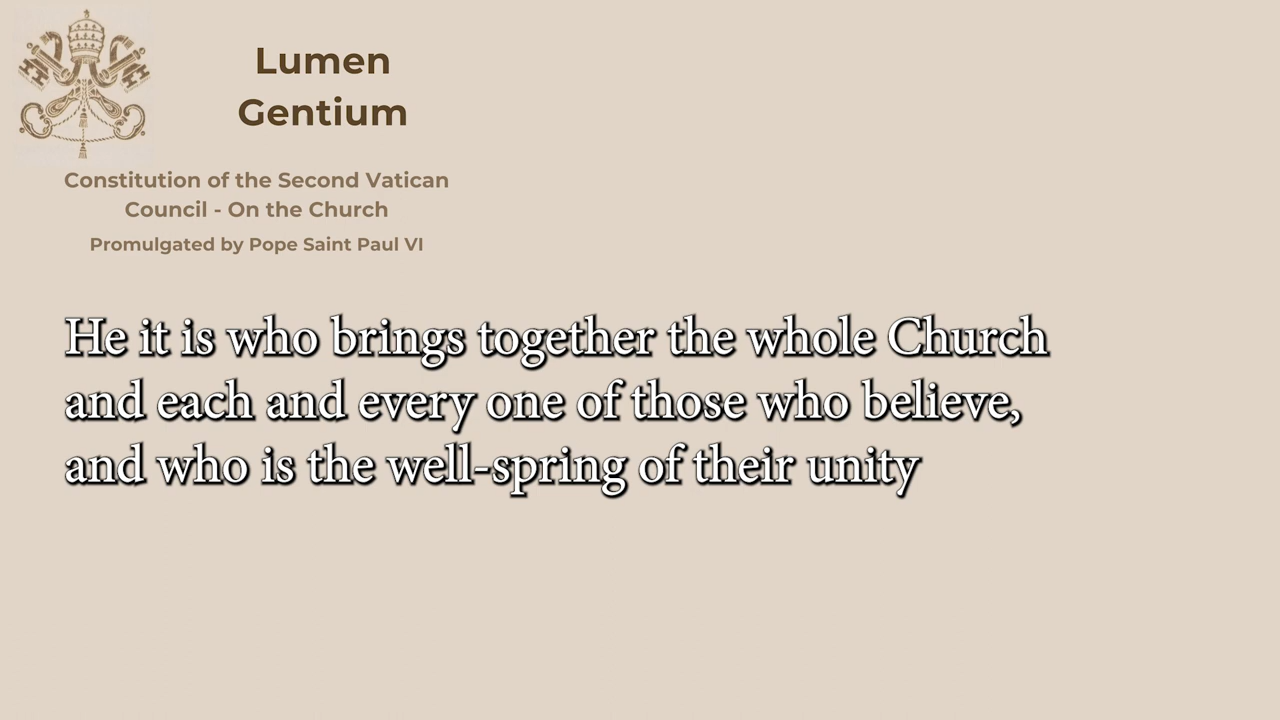 Lumen
Gentium
Constitution of the Second Vatican
Council - On the Church
Promulgated by Pope Saint Paul VI
He it is who brings together the whole Church
and each and every one of those who believe,
and who is the well-spring of their unity